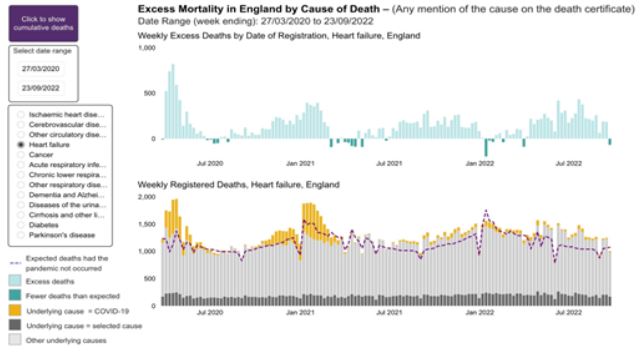 Click to show
cumulative deaths
Select date range
27/03/2020
23/09/2022
Ischaemic heart dise...
Cerebrovascular dise...
Other circulatory dise...
Heart failure
Cancer
Acute respiratory infe...
Chronic lower respira...
Other respiratory dise...
Dementia and Alzhei...
Diseases of the urina...
Cirrhosis and other li...
Diabetes
Parkinson's disease
Expected deaths had the
pandemic not occurred
Excess deaths
Fewer deaths than expected
Underlying cause = COVID-19
Underlying cause = selected cause
Other underlying causes
Excess Mortality in England by Cause of Death – (Any mention of the cause on the death certificate)
Date Range (week ending): 27/03/2020 to 23/09/2022
Weekly Excess Deaths by Date of Registration, Heart failure, England
1,000
500
0
Jul 2020 Jan 2021 Jul 2021 Jan 2022 Jul 2022
Weekly Registered Deaths, Heart failure, England
2,000
1,500
1,000
500
0
Jul 2020 Jan 2021 Jul 2021 Jan 2022 Jul 2022